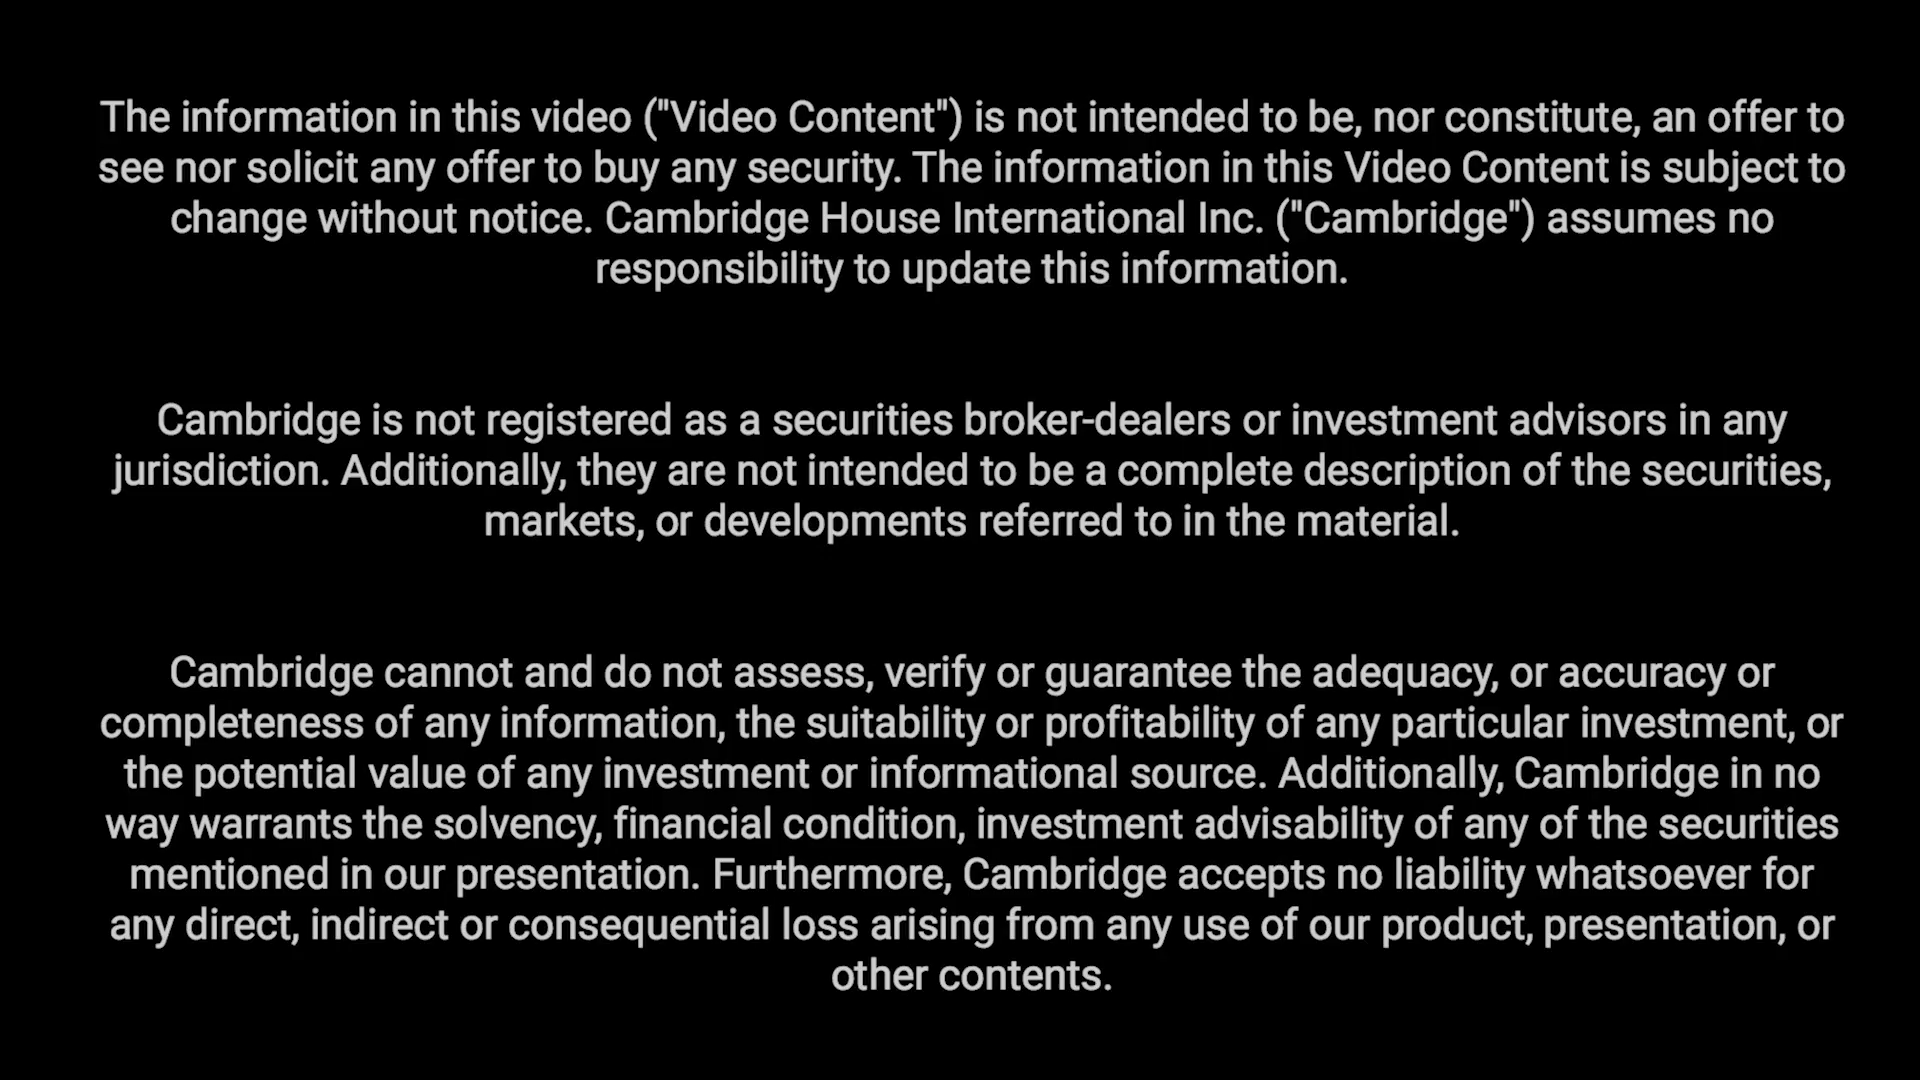 The information in this video ("Video Content") is not intended to be, nor constitute, an offer to
see nor solicit any offer to buy any security. The information in this Video Content is subject to
change without notice. Cambridge House International Inc. ("Cambridge") assumes no
responsibility to update this information.
Cambridge is not registered as a securities broker-dealers or investment advisors in any
jurisdiction. Additionally, they are not intended to be a complete description of the securities,
markets, or developments referred to in the material.
Cambridge cannot and do not assess, verify or guarantee the adequacy, or accuracy or
completeness of any information, the suitability or profitability of any particular investment, or
the potential value of any investment or informational source. Additionally, Cambridge in no
way warrants the solvency, financial condition, investment advisability of any of the securities
mentioned in our presentation. Furthermore, Cambridge accepts no liability whatsoever for
any direct, indirect or consequential loss arising from any use of our product, presentation, or
other contents.